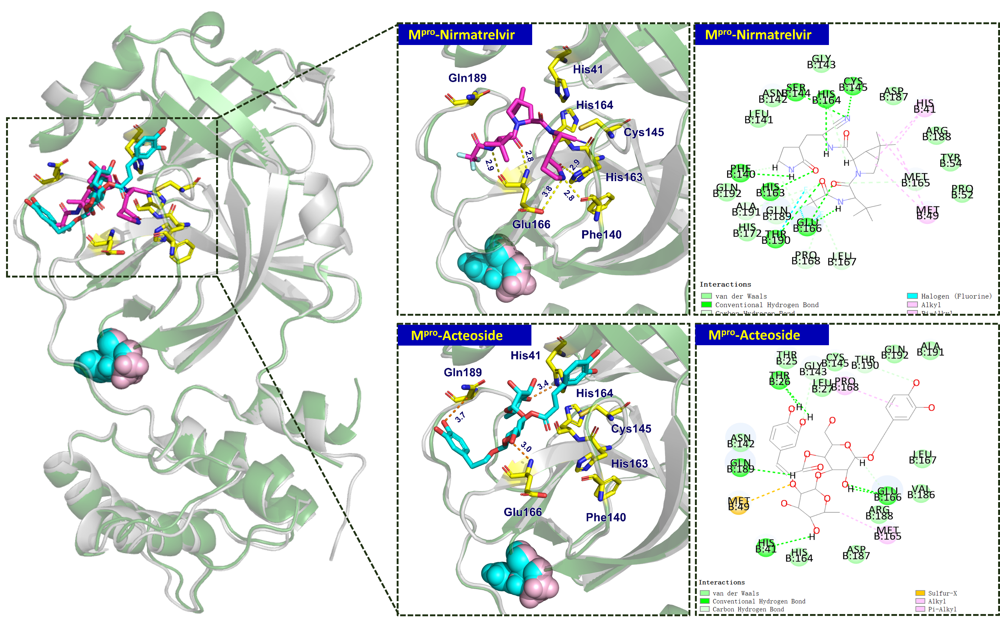 Mpro-Nirmatrelvir
His41
Gln189
His164
Cys145
2.9
2.8
2.9
His163
3.8
2.8
Glu166
Phe140
Mpro-Nirmatrelvir
GLY
B:143
CYS
B:145
SER
B:144
HIS
B:164
ASN
B:142
ASP
B:187
HIS
B:41
LEU
B:141
N
ARG
B:188
O
N
H
H
TYR
B:54
PHE
B:140
H
N
H
O
N
MET
B:165
GLN
B:192
HIS
B:163
O
O
F
PRO
B:52
ALA
B:191
GLN
B:189
N
H
MET
B:49
HIS
B:172
THR
B:190
GLU
B:166
PRO
B:168
LEU
B:167
Interactions
van der Waals
Conventional Hydrogen Bond
Carbon Hydrogen Bond
Halogen (Fluorine)
Alkyl
Pi-Alkyl
Mpro-Acteoside
His41
Gln189
3.4
His164
3.7
Cys145
3.0
His163
Glu166
Phe140
Mpro-Acteoside
THR
B:25
GLY
B:143
CYS
B:145
THR
B:190
GLN
B:192
ALA
B:191
THR
B:26
LEU
B:27
PRO
B:168
O
O
O
H
O
H
O
ASN
B:142
O
LEU
B:167
GLN
B:189
O
O
H
O
H
O
O
O
O
H
GLU
B:166
VAL
B:186
MET
B:49
O
O
ARG
B:188
O
H
MET
B:165
HIS
B:41
HIS
B:164
ASP
B:187
Interactions
van der Waals
Conventional Hydrogen Bond
Carbon Hydrogen Bond
Sulfur-X
Alkyl
Pi-Alkyl